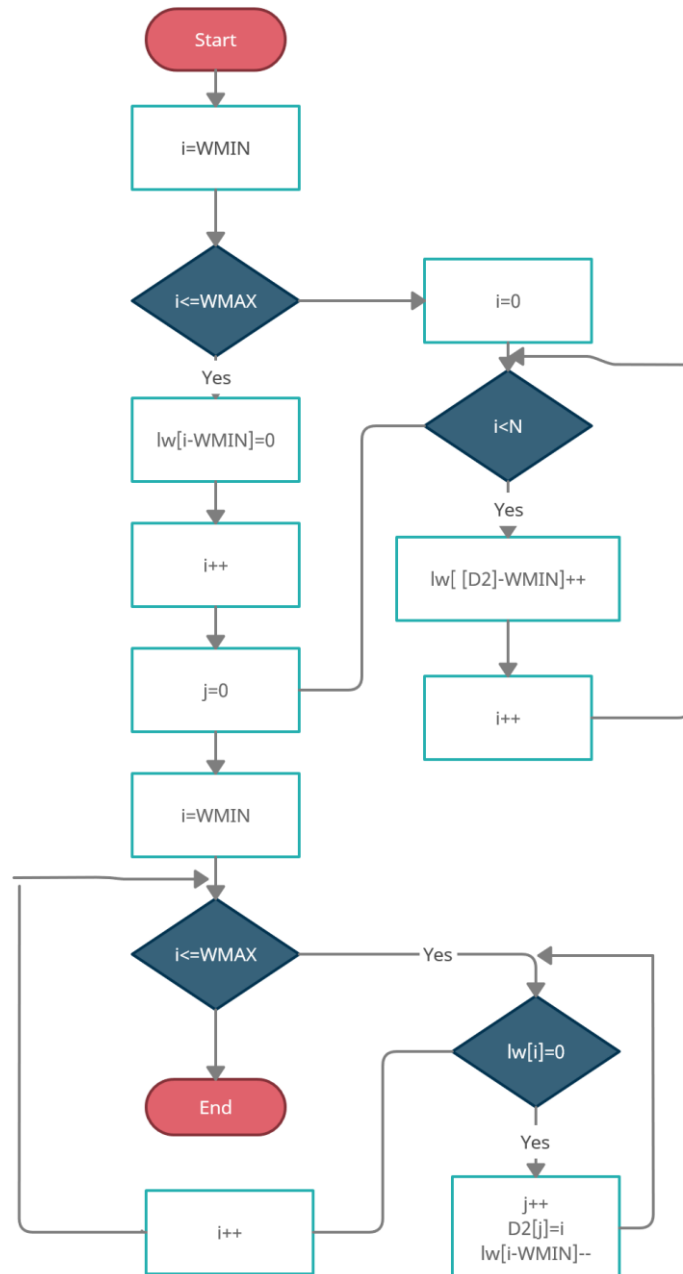 Start
i=WMIN
i<=WMAX
i=0
Yes
i<N
lw[i-WMIN]=0
Yes
i++
lw[ [D2]-WMIN]++
j=0
i++
i=WMIN
i<=WMAX
Yes
lw[i]=0
End
Yes
i++
j++
D2[j]=i
lw[i-WMIN]--